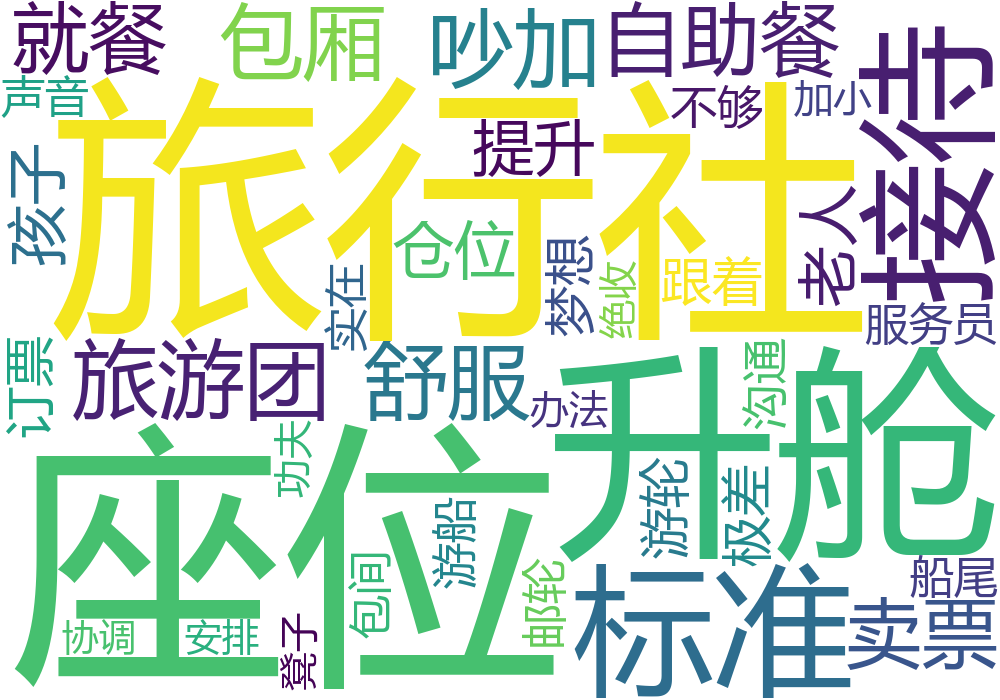 就餐
包厢
吵加
自助餐
声音
旅行社
提升
不够
加小
接待
孩子
仓位
梦想
绝收
跟着
老人
实在
服务员
订票
旅游团
舒服
办法
沟通
升舱
座位
功夫
游船
游轮
极差
包间
邮轮
标准
船尾
卖票
协调
安排
凳子